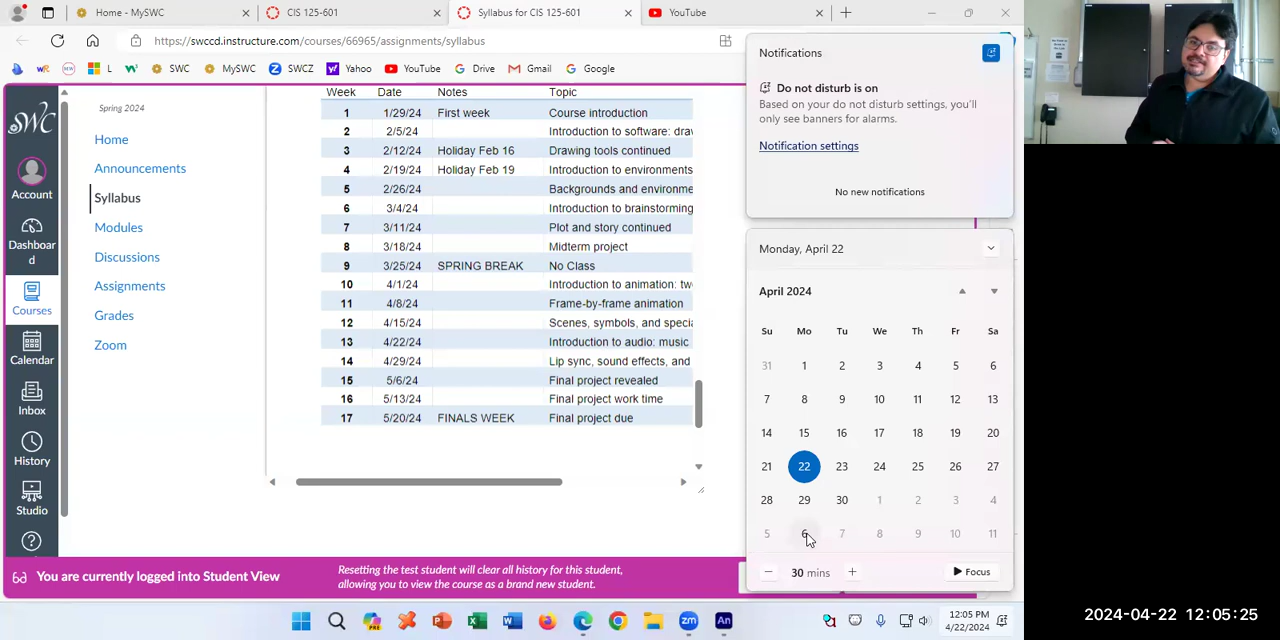 Home - MySWC
CIS 125-601
Syllabus for CIS 125-601
YouTube
https://swccd.instructure.com/courses/66965/assignments/syllabus
L
SWC
MySWC
SWCZ
YouTube
Drive
Gmail
Google
SWC
Account
Dashboar
d
Courses
Calendar
Inbox
History
Studio
Spring 2024
Home
Announcements
Syllabus
Modules
Discussions
Assignments
Grades
Zoom
Week Date Notes Topic
1 1/29/24 First week Course introduction
2 2/5/24 Introduction to software: draw
3 2/12/24 Holiday Feb 16 Drawing tools continued
4 2/19/24 Holiday Feb 19 Introduction to environments
5 2/26/24 Backgrounds and environme
6 3/4/24 Introduction to brainstorming
7 3/11/24 Plot and story continued
8 3/18/24 Midterm project
9 3/25/24 SPRING BREAK No Class
10 4/1/24 Introduction to animation: tw
11 4/8/24 Frame-by-frame animation
12 4/15/24 Scenes, symbols, and specia
13 4/22/24 Introduction to audio: music
14 4/29/24 Lip sync, sound effects, and
15 5/6/24 Final project revealed
16 5/13/24 Final project work time
17 5/20/24 FINALS WEEK Final project due
Notifications
Do not disturb is on
Based on your do not disturb settings, you'll
only see banners for alarms.
Notification settings
No new notifications
Monday, April 22
April 2024
Su Mo Tu We Th Fr Sa
31 1 2 3 4 5 6
7 8 9 10 11 12 13
14 15 16 17 18 19 20
21 22 23 24 25 26 27
28 29 30 1 2 3 4
5 6 7 8 9 10 11
30 mins
Focus
You are currently logged into Student View
Resetting the test student will clear all history for this student,
allowing you to view the course as a brand new student.
12:05 PM
4/22/2024
2024-04-22 12:05:25